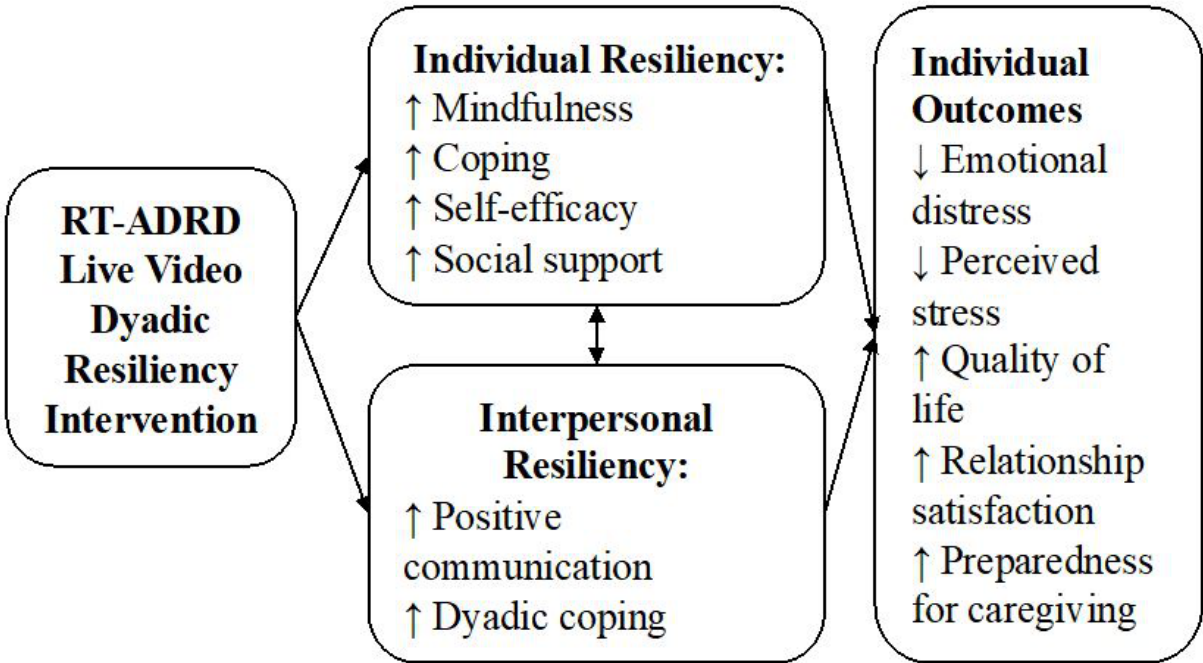 RT-ADRD
Live Video
Dyadic
Resiliency
Intervention
Individual Resiliency:
↑ Mindfulness
↑ Coping
↑ Self-efficacy
↑ Social support
Interpersonal
Resiliency:
↑ Positive
communication
↑ Dyadic coping
Individual
Outcomes
↓ Emotional
distress
↓ Perceived
stress
↑ Quality of
life
↑ Relationship
satisfaction
↑ Preparedness
for caregiving